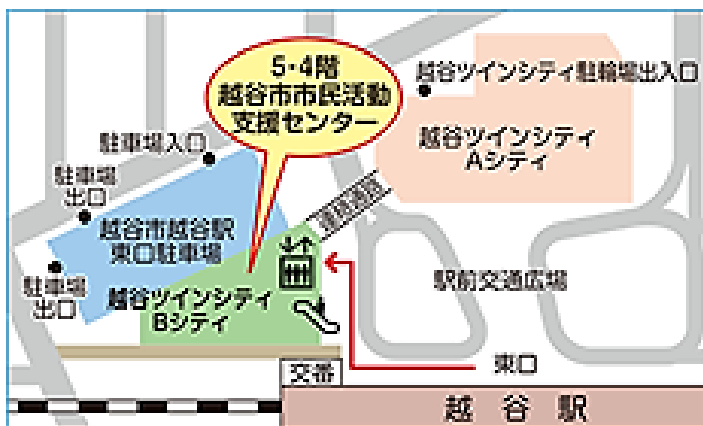 5・4階
越谷市市民活動
支援センター
越谷ツインシティ駐輪場出入口
越谷ツインシティ
Aシティ
駐車場入口
駐車場
出口
越谷市越谷駅
東口駐車場
連絡通路
駐車場
出口
越谷ツインシティ
Bシティ
駅前交通広場
東口
交番
越谷駅